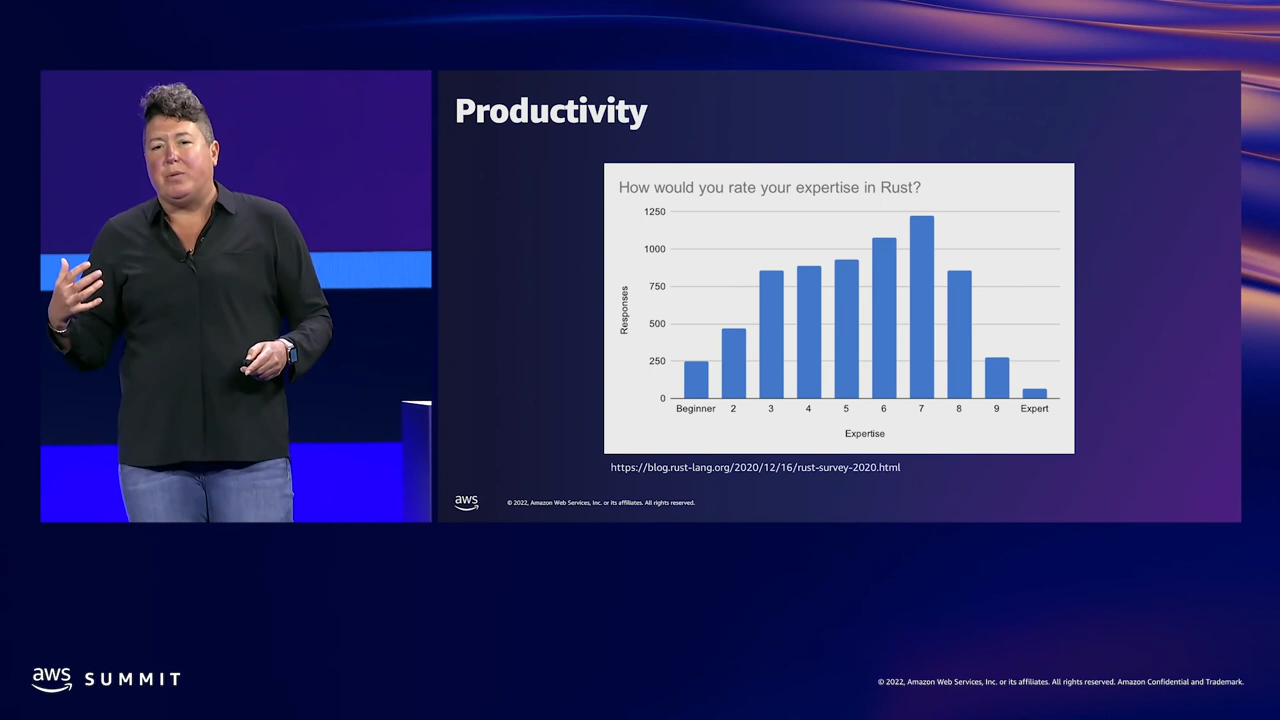 Productivity
How would you rate your expertise in Rust?
1250
1000
750
500
250
0
Responses
Beginner 2 3 4 5 6 7 8 9 Expert
Expertise
https://blog.rust-lang.org/2020/12/16/rust-survey-2020.html
aws
© 2022, Amazon Web Services, Inc. or its affiliates. All rights reserved.
aws SUMMIT
© 2022, Amazon Web Services, Inc. or its affiliates. All rights reserved. Amazon Confidential and Trademark.